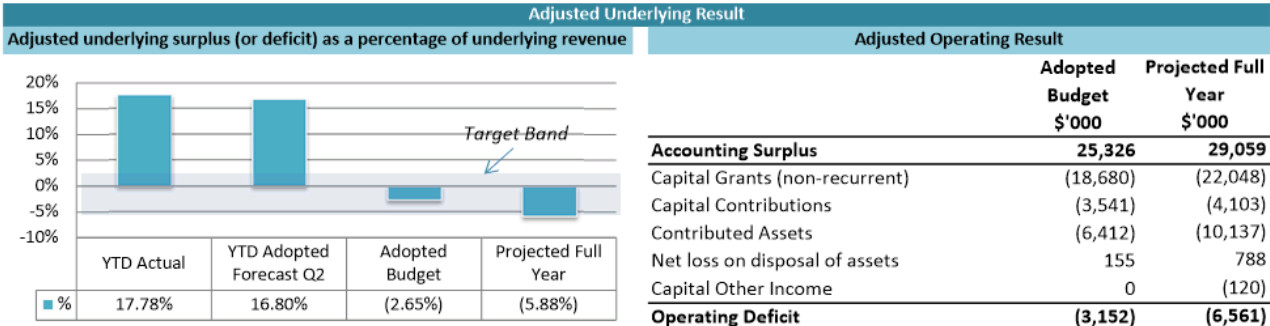 Adjusted Underlying Result
Adjusted underlying surplus (or deficit) as a percentage of underlying revenue
20%
15%
10%
5%
0%
-5%
-10%
Target Band
YTD Actual
YTD Adopted
Forecast Q2
Adopted
Budget
Projected Full
Year
% 17.78% 16.80% (2.65%) (5.88%)
Adjusted Operating Result
Adopted Projected Full
Budget Year
$'000 $'000
Accounting Surplus 25,326 29,059
Capital Grants (non-recurrent) (18,680) (22,048)
Capital Contributions (3,541) (4,103)
Contributed Assets (6,412) (10,137)
Net loss on disposal of assets 155 788
Capital Other Income 0 (120)
Operating Deficit (3,152) (6,561)